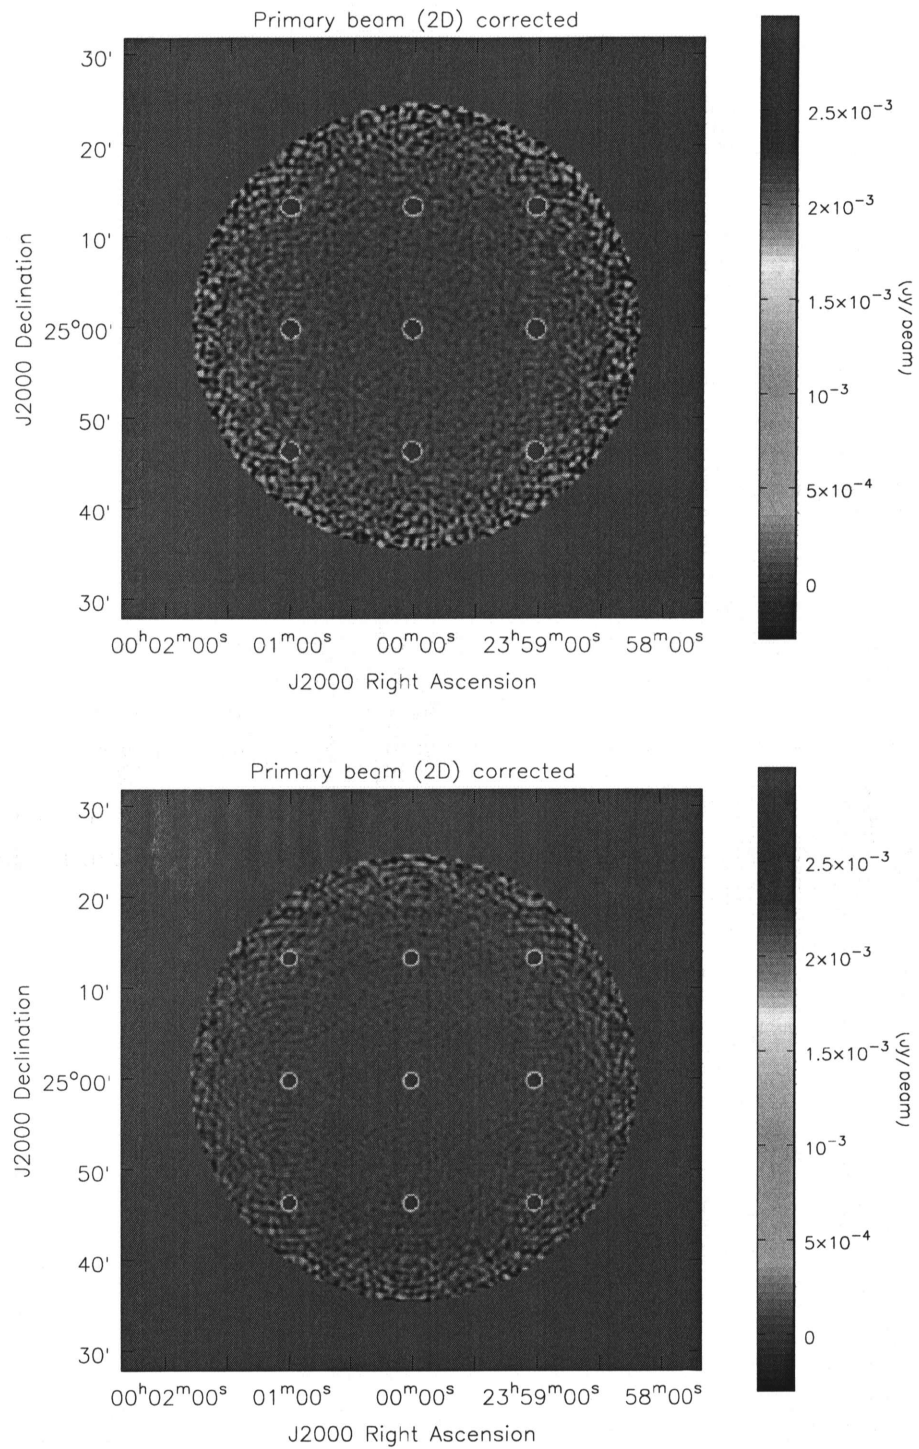 Primary beam (2D) corrected
30'
20'
10'
25°00'
50'
40'
30'
J2000 Declination
00ʰ02ᵐ00ˢ 01ᵐ00ˢ 00ᵐ00ˢ 23ʰ59ᵐ00ˢ 58ᵐ00ˢ
J2000 Right Ascension
2.5×10⁻³
2×10⁻³
1.5×10⁻³
10⁻³
5×10⁻⁴
0
(Jy/beam)
Primary beam (2D) corrected
30'
20'
10'
25°00'
50'
40'
30'
J2000 Declination
00ʰ02ᵐ00ˢ 01ᵐ00ˢ 00ᵐ00ˢ 23ʰ59ᵐ00ˢ 58ᵐ00ˢ
J2000 Right Ascension
2.5×10⁻³
2×10⁻³
1.5×10⁻³
10⁻³
5×10⁻⁴
0
(Jy/beam)